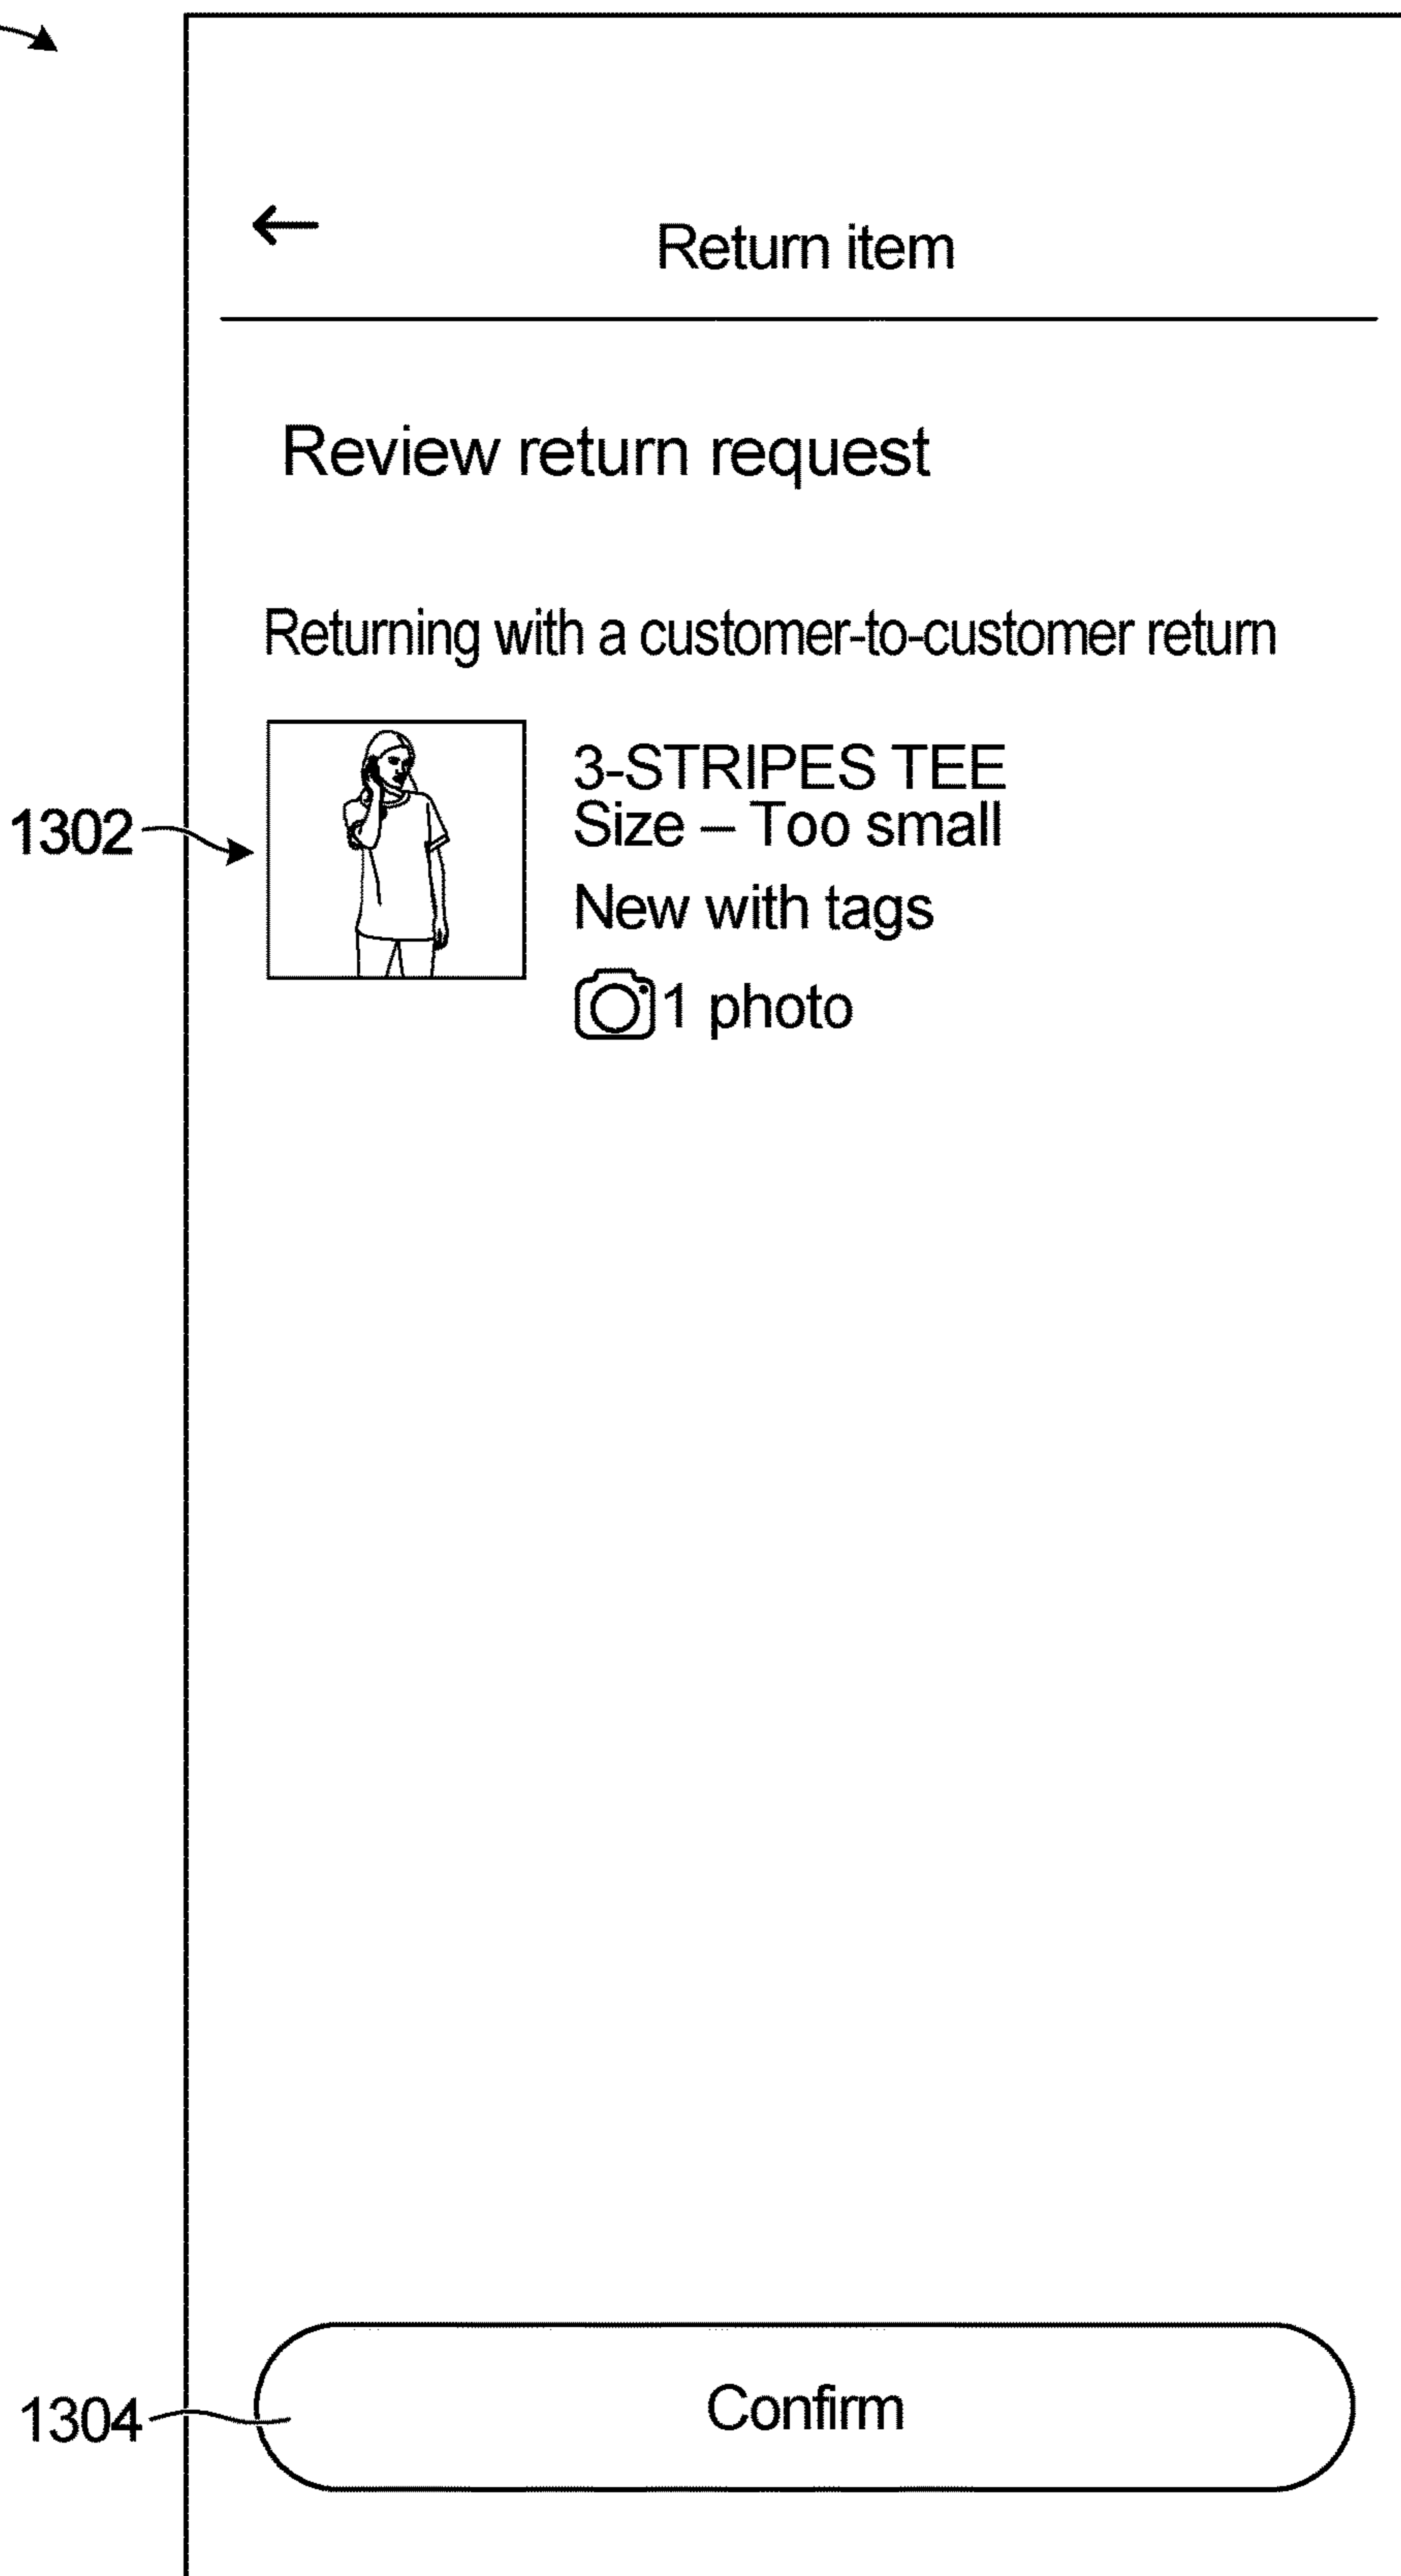 Return item
Review return request
Returning with a customer-to-customer return
1302
3-STRIPES TEE
Size – Too small
New with tags
1 photo
1304
Confirm